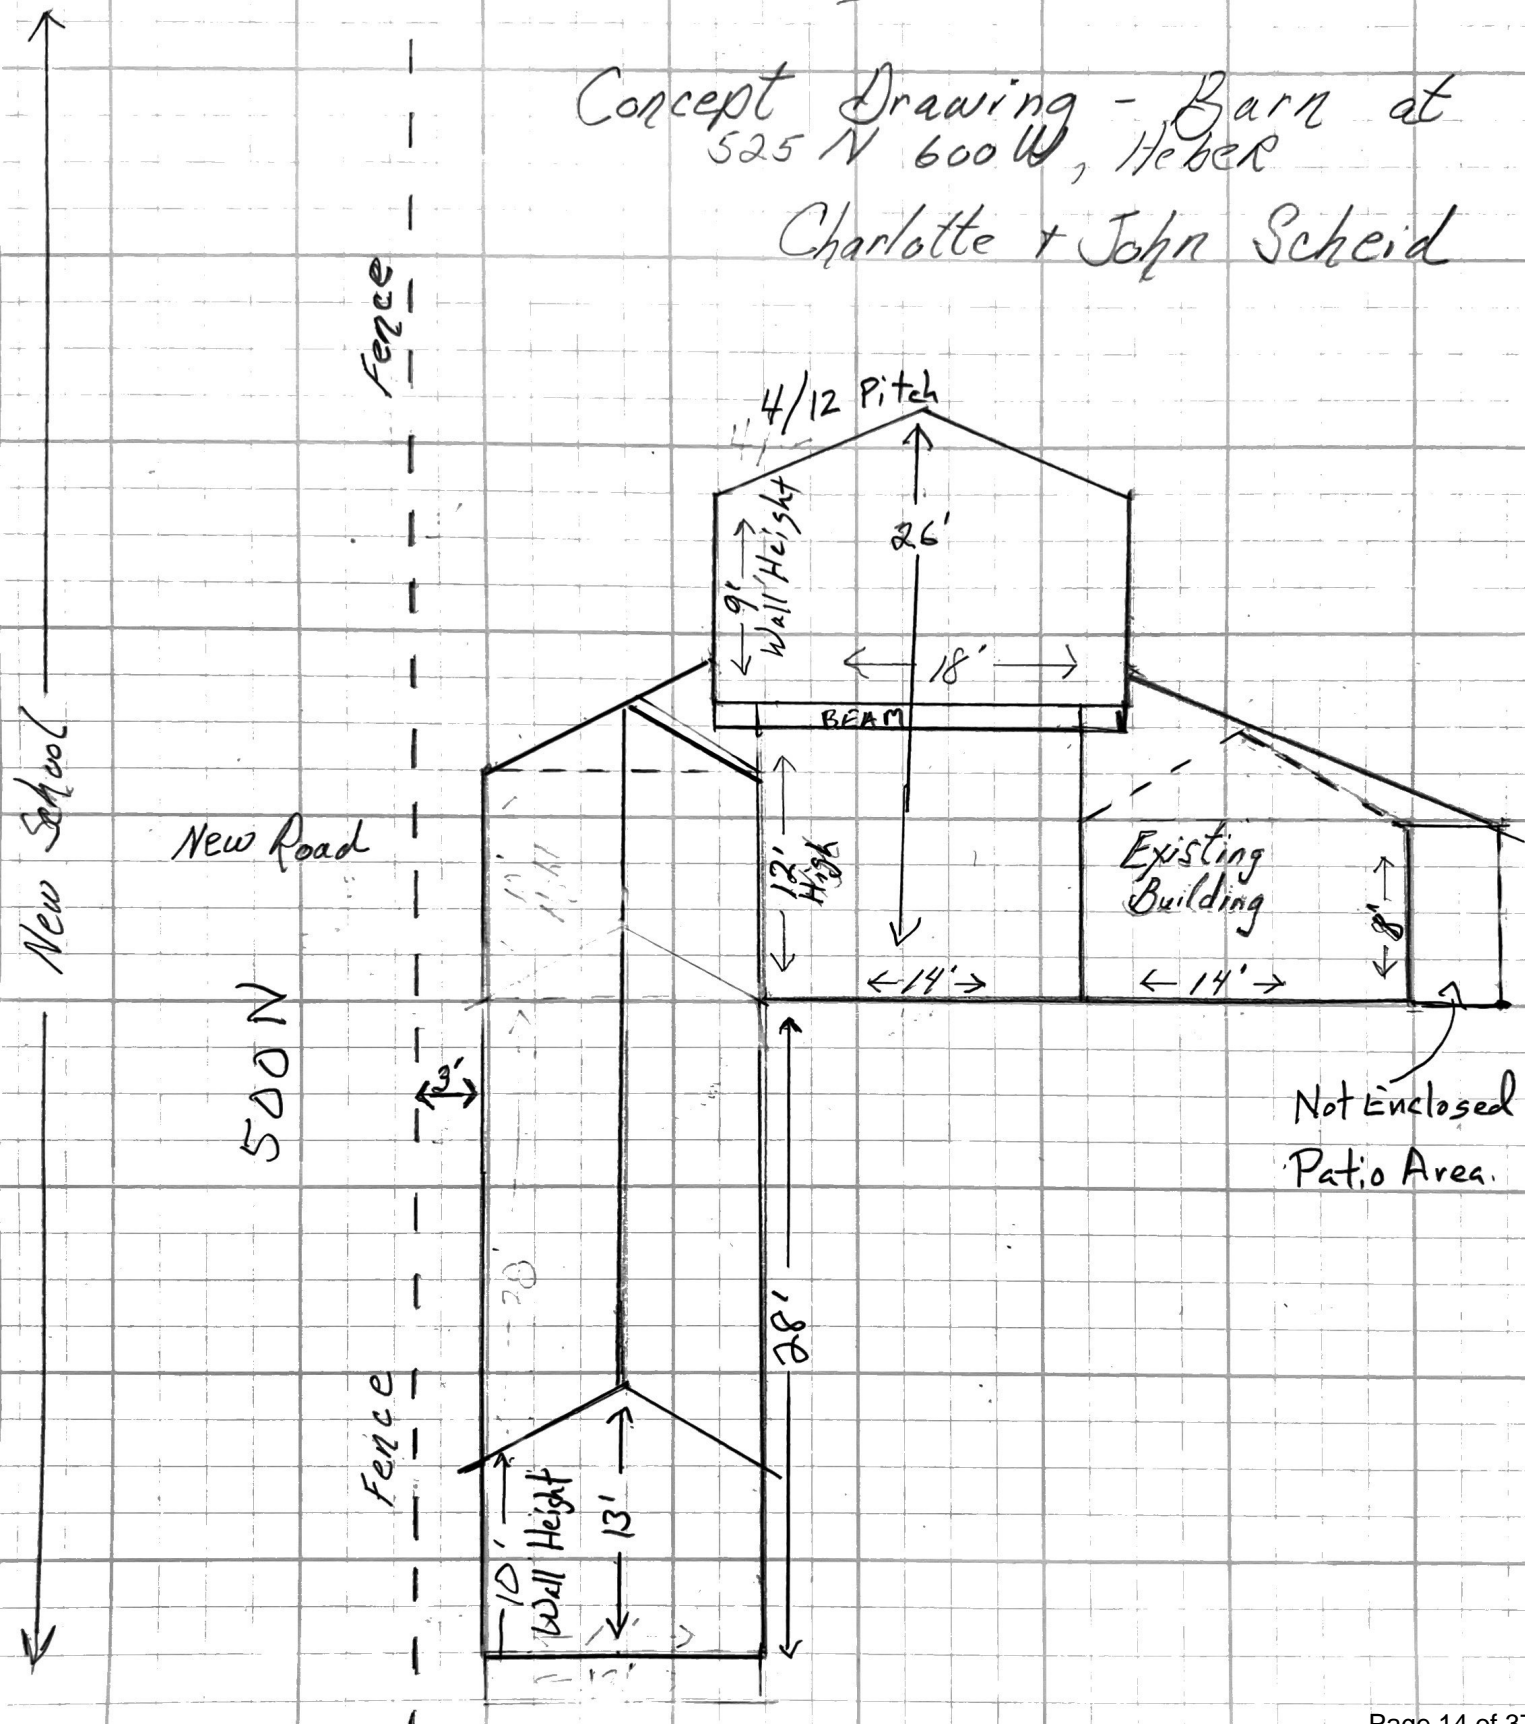 Concept Drawing - Barn at
525 N 600 W, Heber
Charlotte + John Scheid
Fence
4/12 Pitch
9'
Wall Height
26'
18'
BEAM
New School
New Road
12'
High
Existing
Building
8'
14'
14'
500 N
3'
Not Enclosed
Patio Area.
28'
Fence
10'
Wall Height
13'
Page 14 of 37